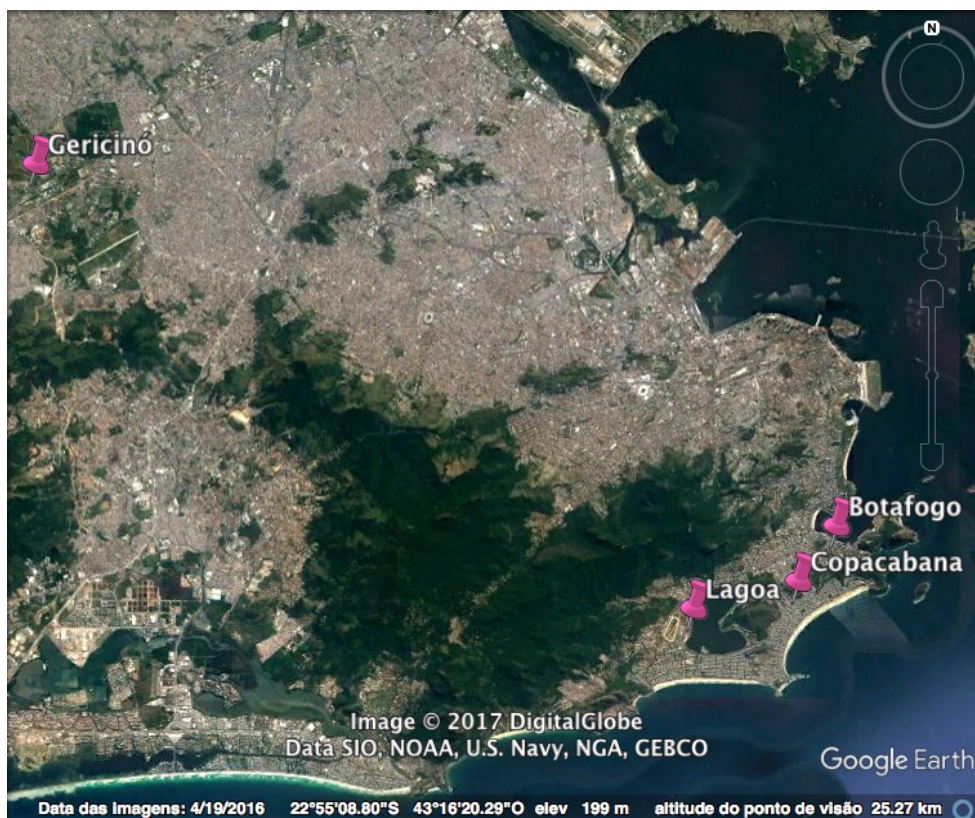 N
Gericinó
Botafogo
Copacabana
Lagoa
Image © 2017 DigitalGlobe
Data SIO, NOAA, U.S. Navy, NGA, GEBCO
Google Earth
Data das imagens: 4/19/2016 22°55'08.80"S 43°16'20.29"O elev 199 m altitude do ponto de visão 25.27 km